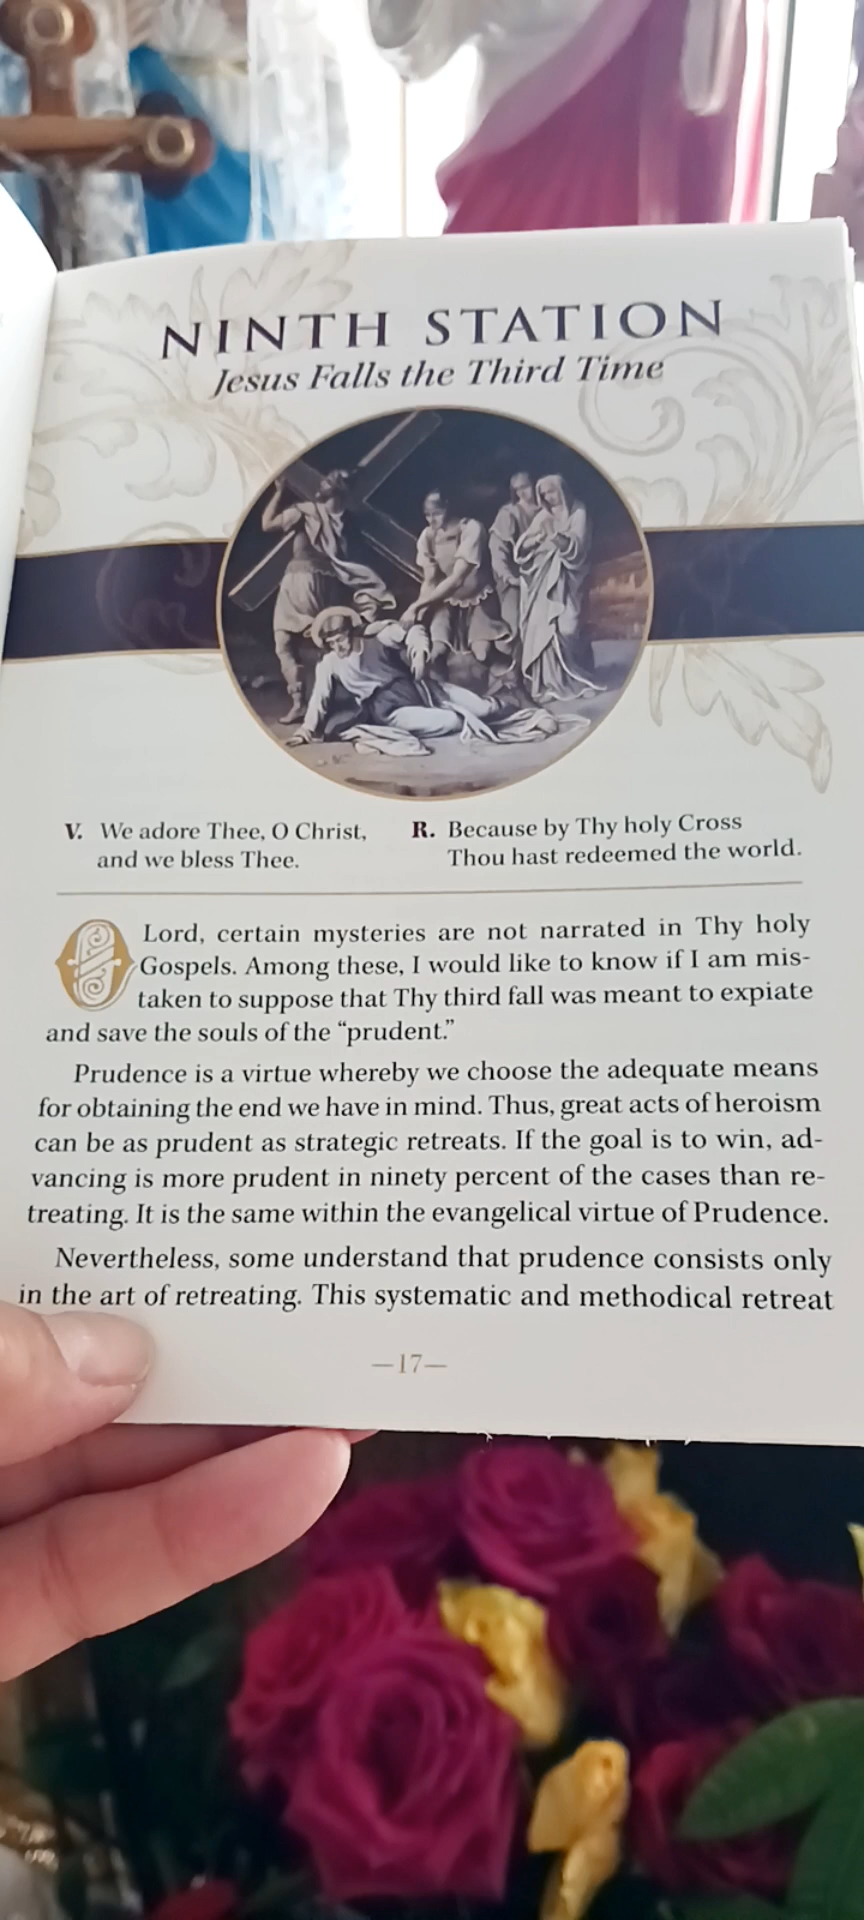 NINTH STATION
Jesus Falls the Third Time
V. We adore Thee, O Christ,
and we bless Thee.
R. Because by Thy holy Cross
Thou hast redeemed the world.
O Lord, certain mysteries are not narrated in Thy holy
Gospels. Among these, I would like to know if I am mis-
taken to suppose that Thy third fall was meant to expiate
and save the souls of the “prudent.”
Prudence is a virtue whereby we choose the adequate means
for obtaining the end we have in mind. Thus, great acts of heroism
can be as prudent as strategic retreats. If the goal is to win, ad-
vancing is more prudent in ninety percent of the cases than re-
treating. It is the same within the evangelical virtue of Prudence.
Nevertheless, some understand that prudence consists only
in the art of retreating. This systematic and methodical retreat
—17—